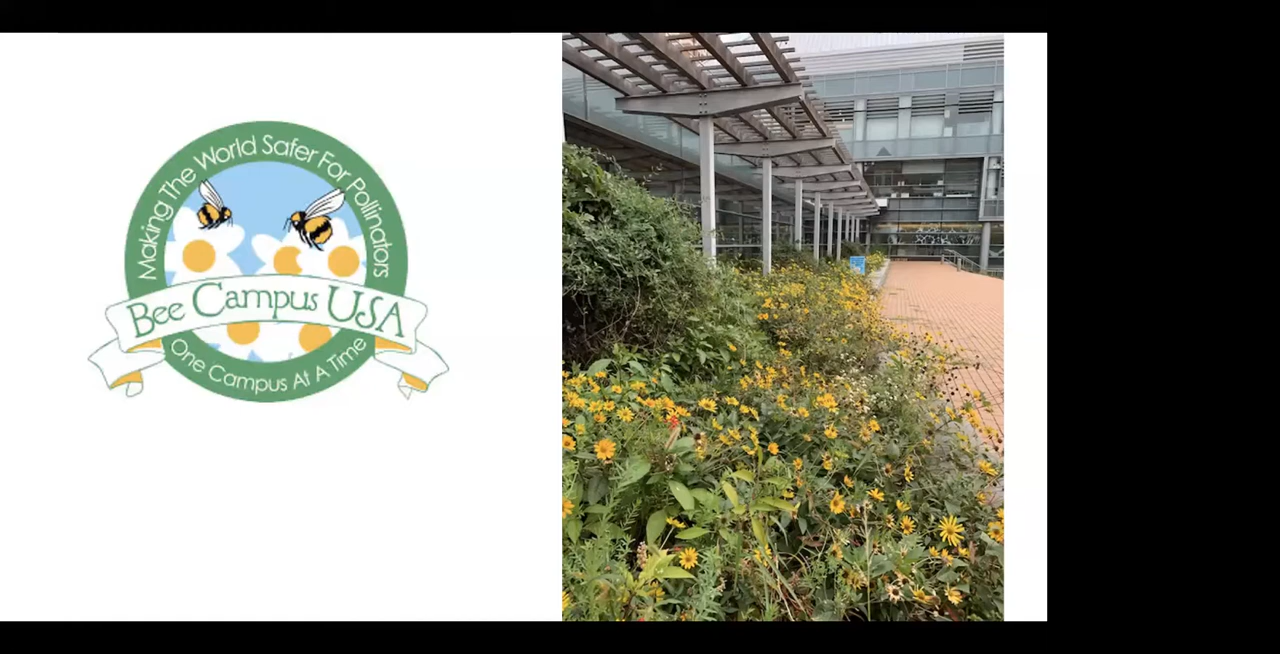 Making The World Safer For Pollinators
Bee Campus USA
One Campus At A Time